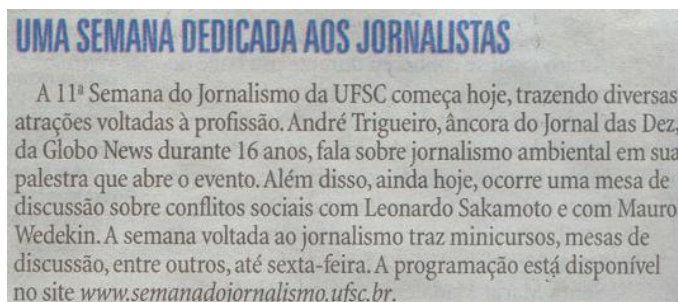 UMA SEMANA DEDICADA AOS JORNALISTAS
A 11ª Semana do Jornalismo da UFSC começa hoje, trazendo diversas
atrações voltadas à profissão. André Trigueiro, âncora do Jornal das Dez,
da Globo News durante 16 anos, fala sobre jornalismo ambiental em sua
palestra que abre o evento. Além disso, ainda hoje, ocorre uma mesa de
discussão sobre conflitos sociais com Leonardo Sakamoto e com Mauro
Wedekin. A semana voltada ao jornalismo traz minicursos, mesas de
discussão, entre outros, até sexta-feira. A programação está disponível
no site www.semanadojornalismo.ufsc.br.